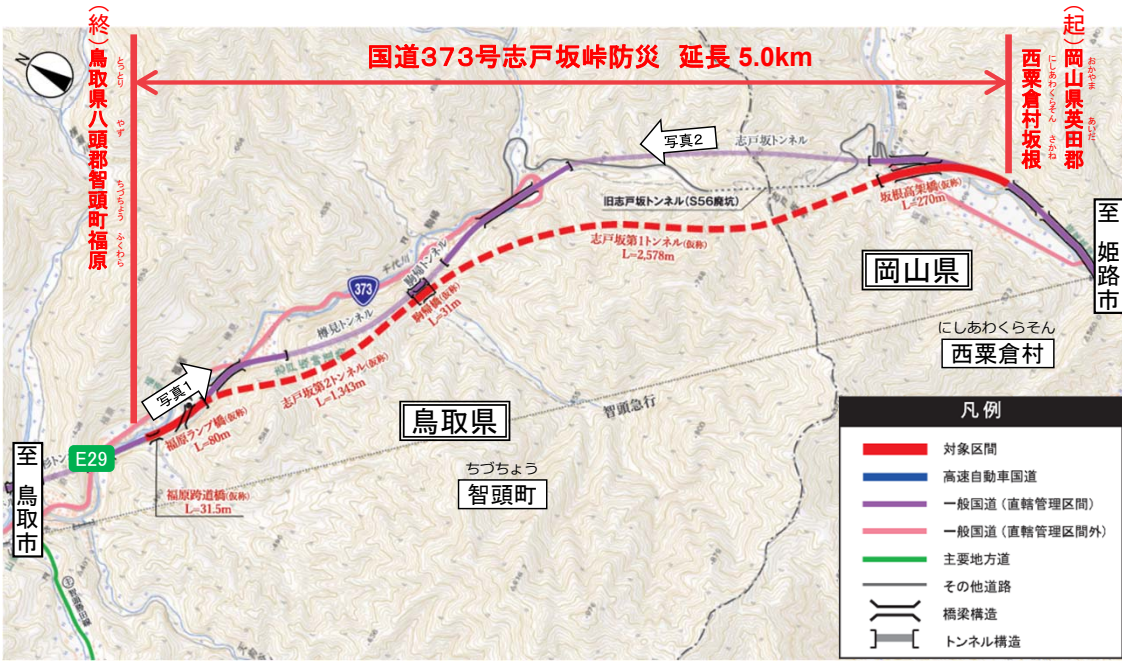 国道373号志戸坂峠防災 延長 5.0km
(起)岡山県英田郡
おかやま あいだ
西粟倉村坂根
にしあわくらそん さかね
(終)鳥取県八頭郡智頭町福原
とっとり やず ちづちょう ふくわら
N
写真2
志戸坂トンネル
旧志戸坂トンネル(S56廃坑)
坂根高架橋(仮称)
L=270m
志戸坂第1トンネル(仮称)
L=2,578m
至 姫路市
岡山県
にしあわくらそん
西粟倉村
千代川
駒帰トンネル
373
駒帰橋(仮称)
L=31m
樽見トンネル
志戸坂第2トンネル(仮称)
L=1,343m
写真1
福原ランプ橋(仮称)
L=80m
E29
福原跨道橋(仮称)
L=31.5m
至 鳥取市
鳥取県
ちづちょう
智頭町
智頭急行
凡例
対象区間
高速自動車国道
一般国道(直轄管理区間)
一般国道(直轄管理区間外)
主要地方道
その他道路
橋梁構造
トンネル構造